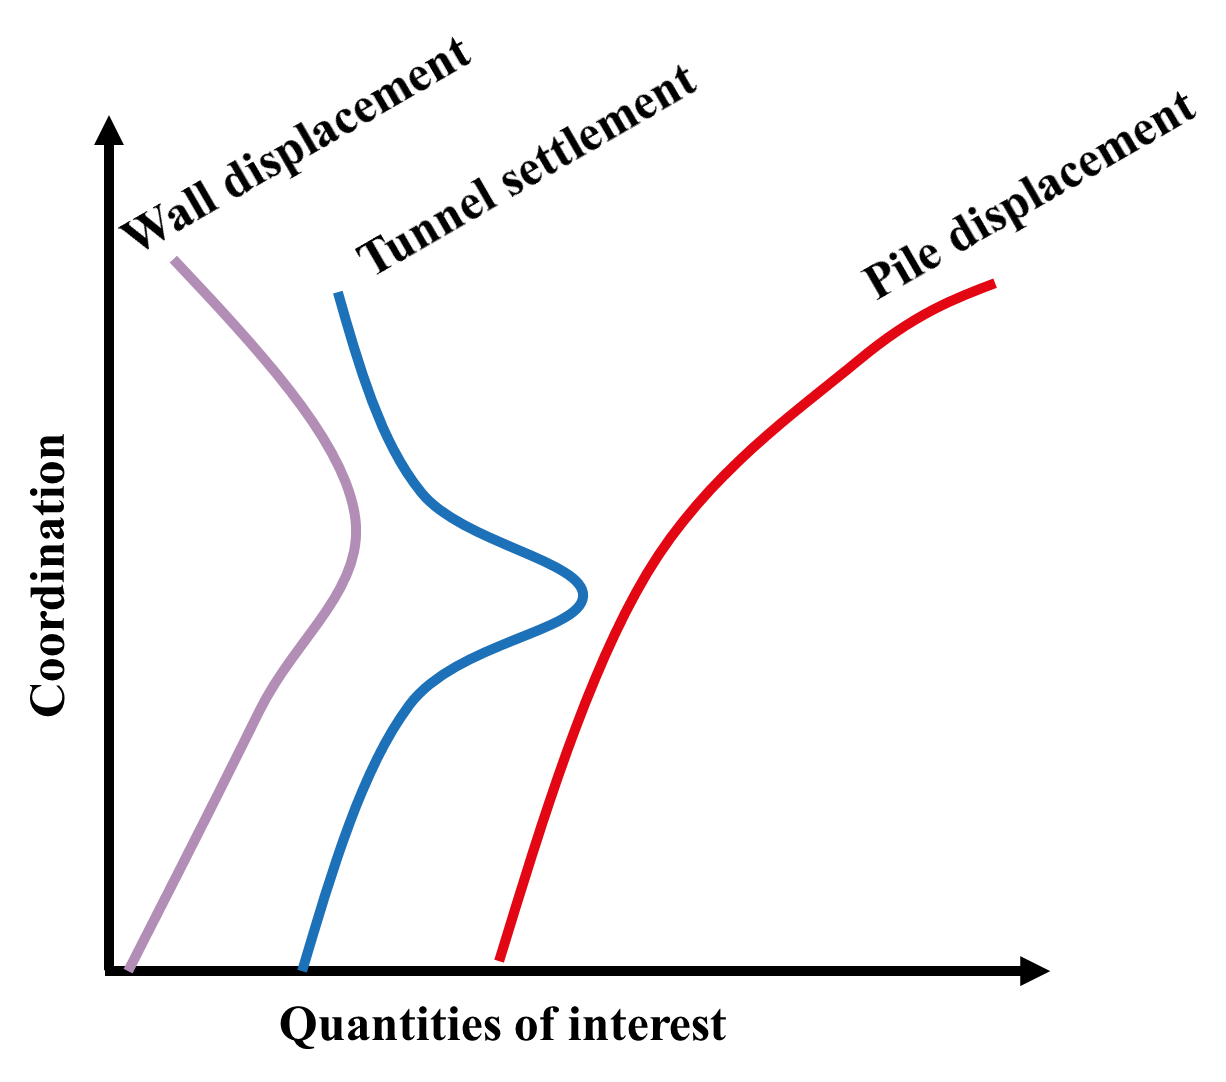 Wall displacement
Tunnel settlement
Pile displacement
Coordination
Quantities of interest